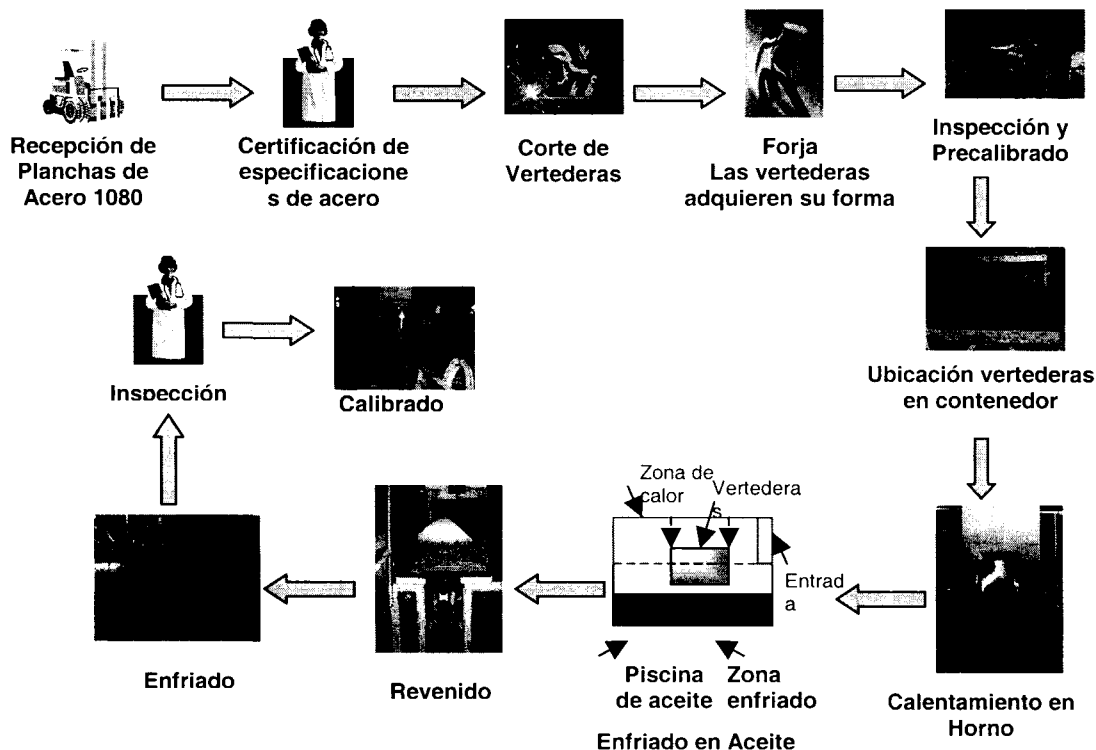 Recepción de
Planchas de
Acero 1080
Certificación de
especificacione
s de acero
Corte de
Vertederas
Forja
Las vertederas
adquieren su forma
Inspección y
Precalibrado
Ubicación vertederas
en contenedor
Calentamiento en
Horno
Zona de
calor
Vertedera
s
Entrad
a
Piscina
de aceite
Zona
enfriado
Enfriado en Aceite
Revenido
Enfriado
Inspección
Calibrado